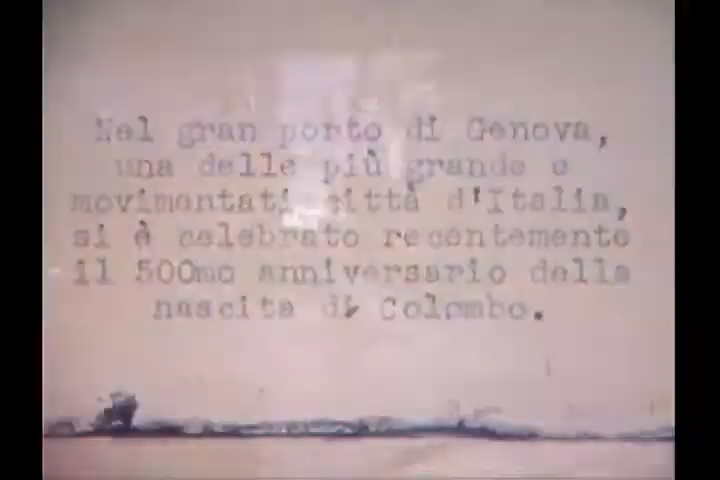 Nel gran porto di Genova,
una delle più grande e
movimentati città d'Italia,
si è celebrato recentemente
il 500mo anniversario della
nascita di Colombo.